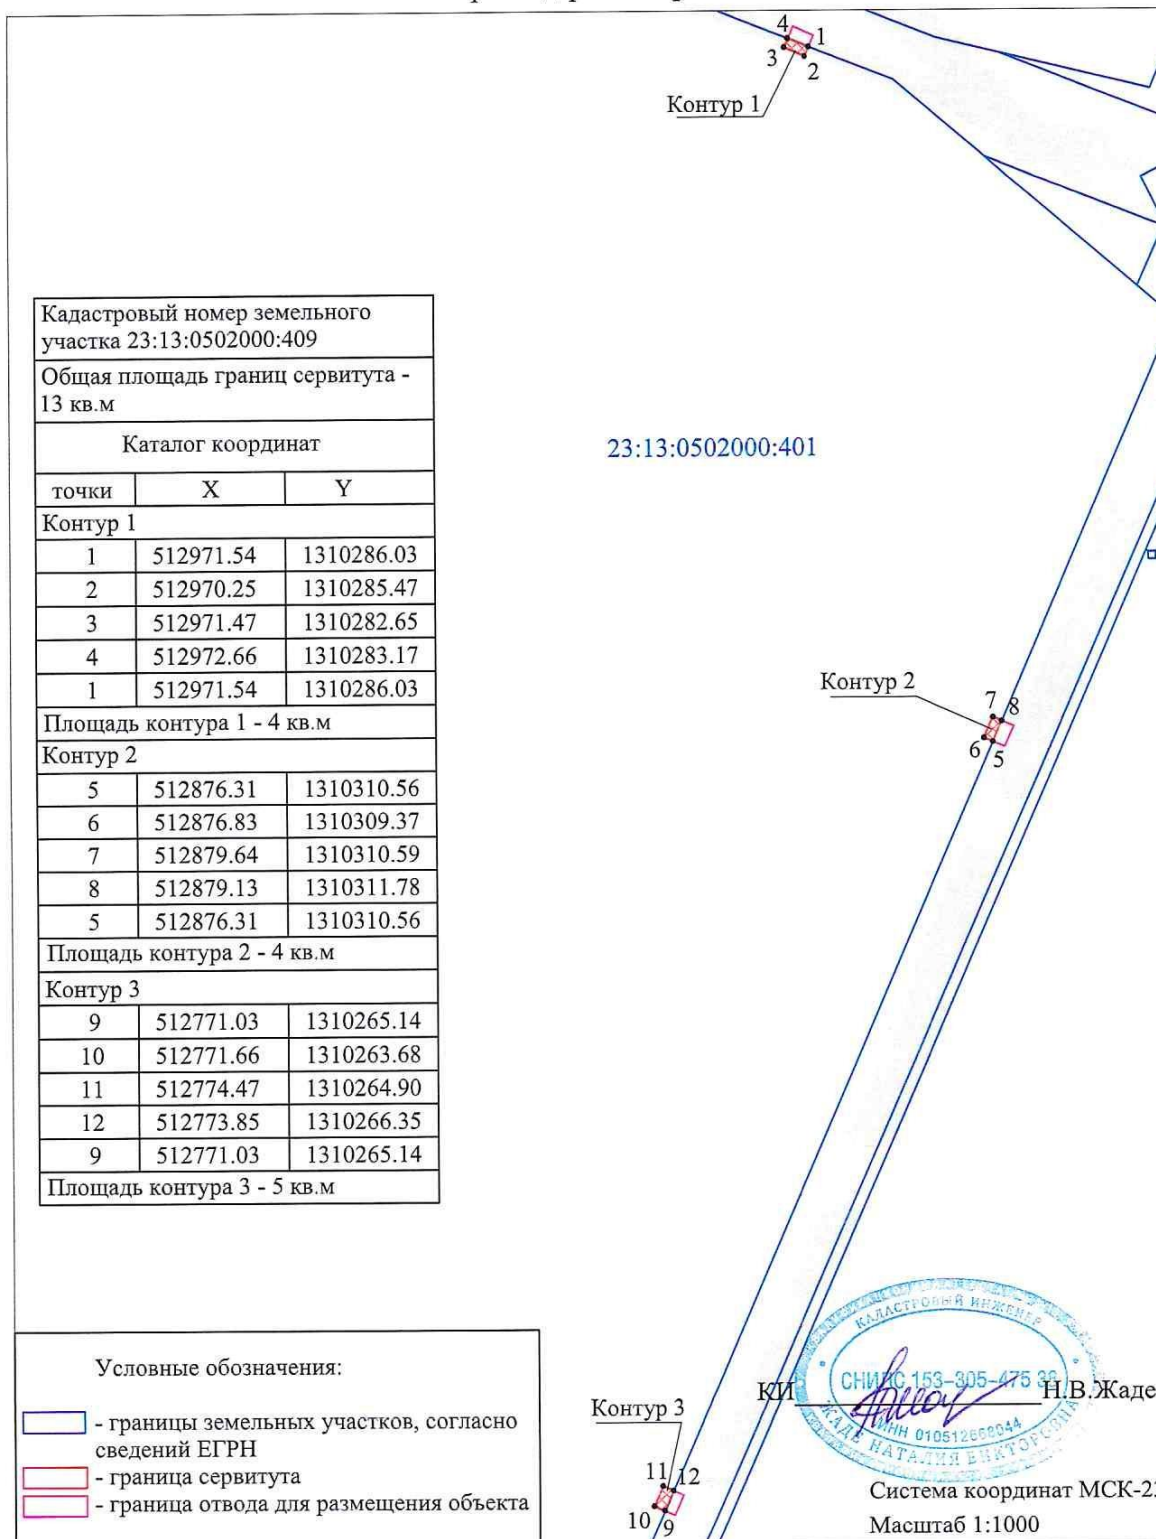 Кадастровый номер земельного
участка 23:13:0502000:409
Общая площадь границ сервитута -
13 кв.м
Каталог координат
точки X Y
Контур 1
1 512971.54 1310286.03
2 512970.25 1310285.47
3 512971.47 1310282.65
4 512972.66 1310283.17
1 512971.54 1310286.03
Площадь контура 1 - 4 кв.м
Контур 2
5 512876.31 1310310.56
6 512876.83 1310309.37
7 512879.64 1310310.59
8 512879.13 1310311.78
5 512876.31 1310310.56
Площадь контура 2 - 4 кв.м
Контур 3
9 512771.03 1310265.14
10 512771.66 1310263.68
11 512774.47 1310264.90
12 512773.85 1310266.35
9 512771.03 1310265.14
Площадь контура 3 - 5 кв.м
4
1
3
2
Контур 1
23:13:0502000:401
Контур 2
7
8
6
5
Контур 3
11
12
10
9
Условные обозначения:
- границы земельных участков, согласно
сведений ЕГРН
- граница сервитута
- граница отвода для размещения объекта
КАДАСТРОВЫЙ ИНЖЕНЕР
СНИЛС 153-305-475 38
ИНН 010512668044
ЖАДЕ НАТАЛИЯ ВИКТОРОВНА
КИ Н.В.Жаде
Система координат МСК-23
Масштаб 1:1000